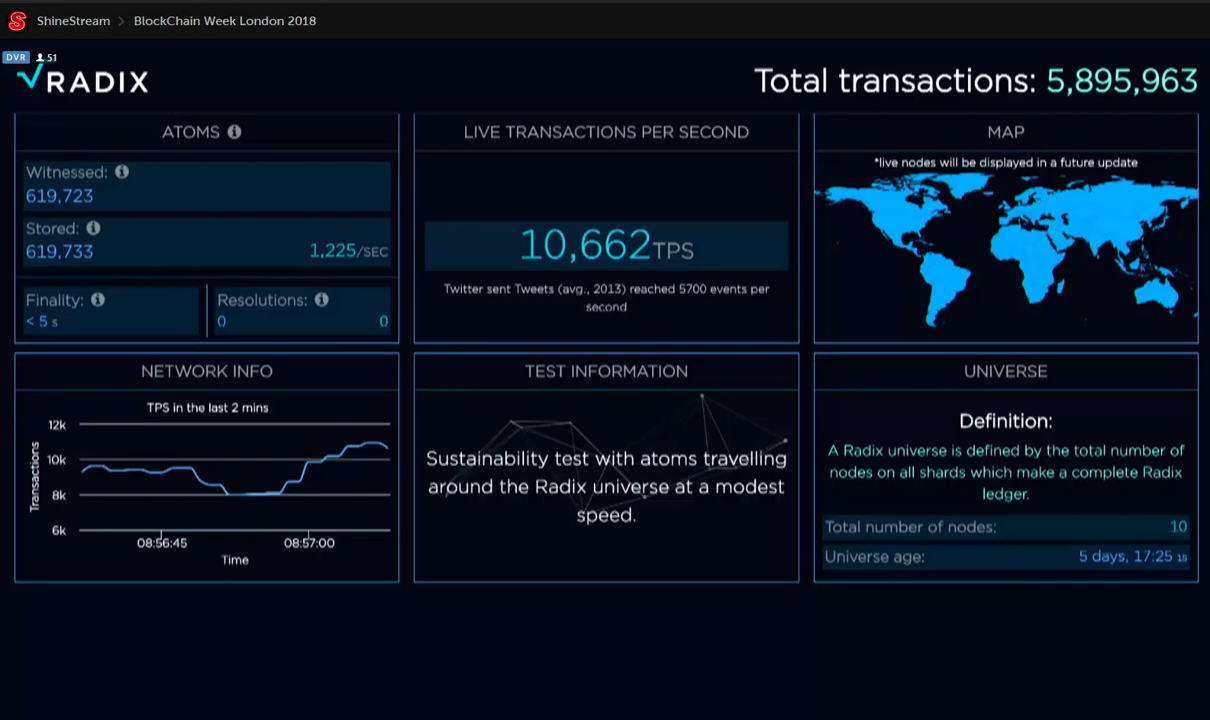 ShineStream > BlockChain Week London 2018
DVR 51
RADIX
Total transactions: 5,895,963
ATOMS
Witnessed:
619,723
Stored:
619,733 1,225/SEC
Finality:
< 5 s
Resolutions:
0 0
LIVE TRANSACTIONS PER SECOND
10,662 TPS
Twitter sent Tweets (avg., 2013) reached 5700 events per
second
MAP
*live nodes will be displayed in a future update
NETWORK INFO
TPS in the last 2 mins
12k
10k
8k
6k
Transactions
08:56:45 08:57:00
Time
TEST INFORMATION
Sustainability test with atoms travelling
around the Radix universe at a modest
speed.
UNIVERSE
Definition:
A Radix universe is defined by the total number of
nodes on all shards which make a complete Radix
ledger.
Total number of nodes: 10
Universe age: 5 days, 17:25